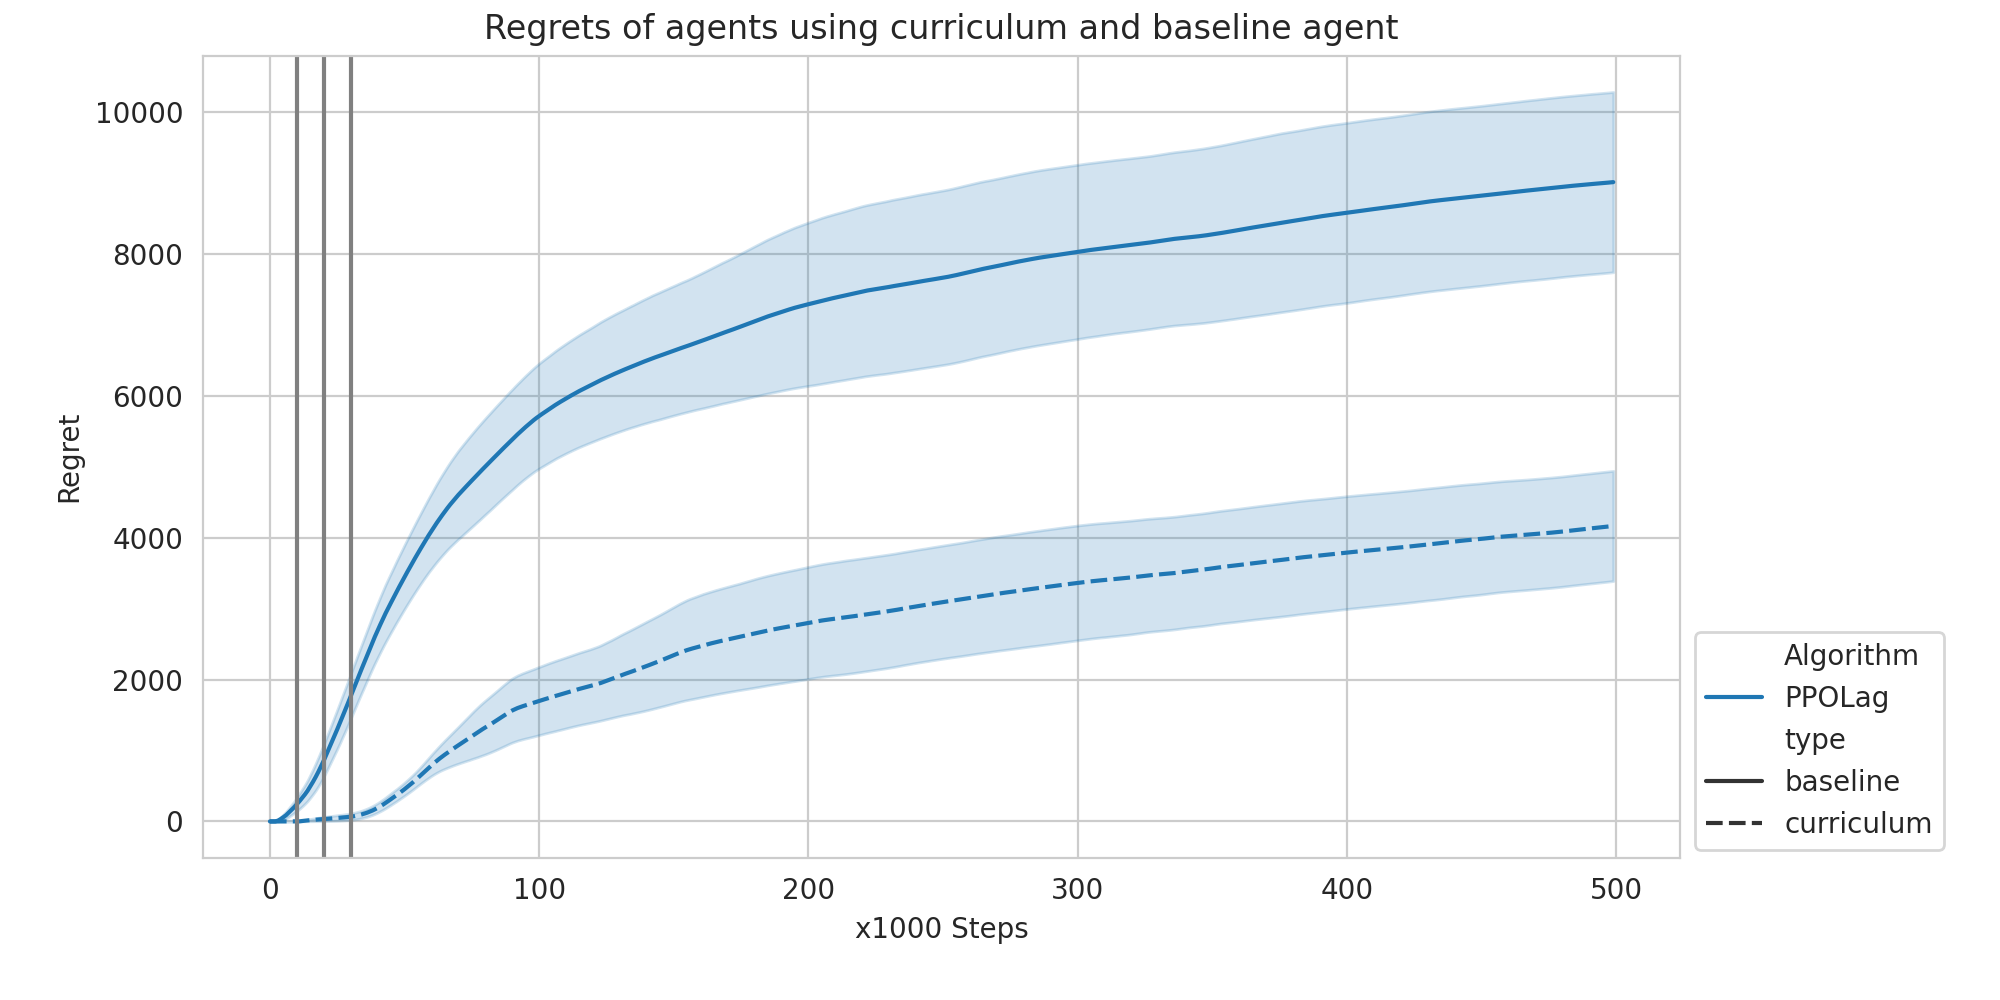 Regrets of agents using curriculum and baseline agent
10000
8000
6000
4000
2000
0
Regret
0 100 200 300 400 500
x1000 Steps
Algorithm
PPOLag
type
baseline
curriculum